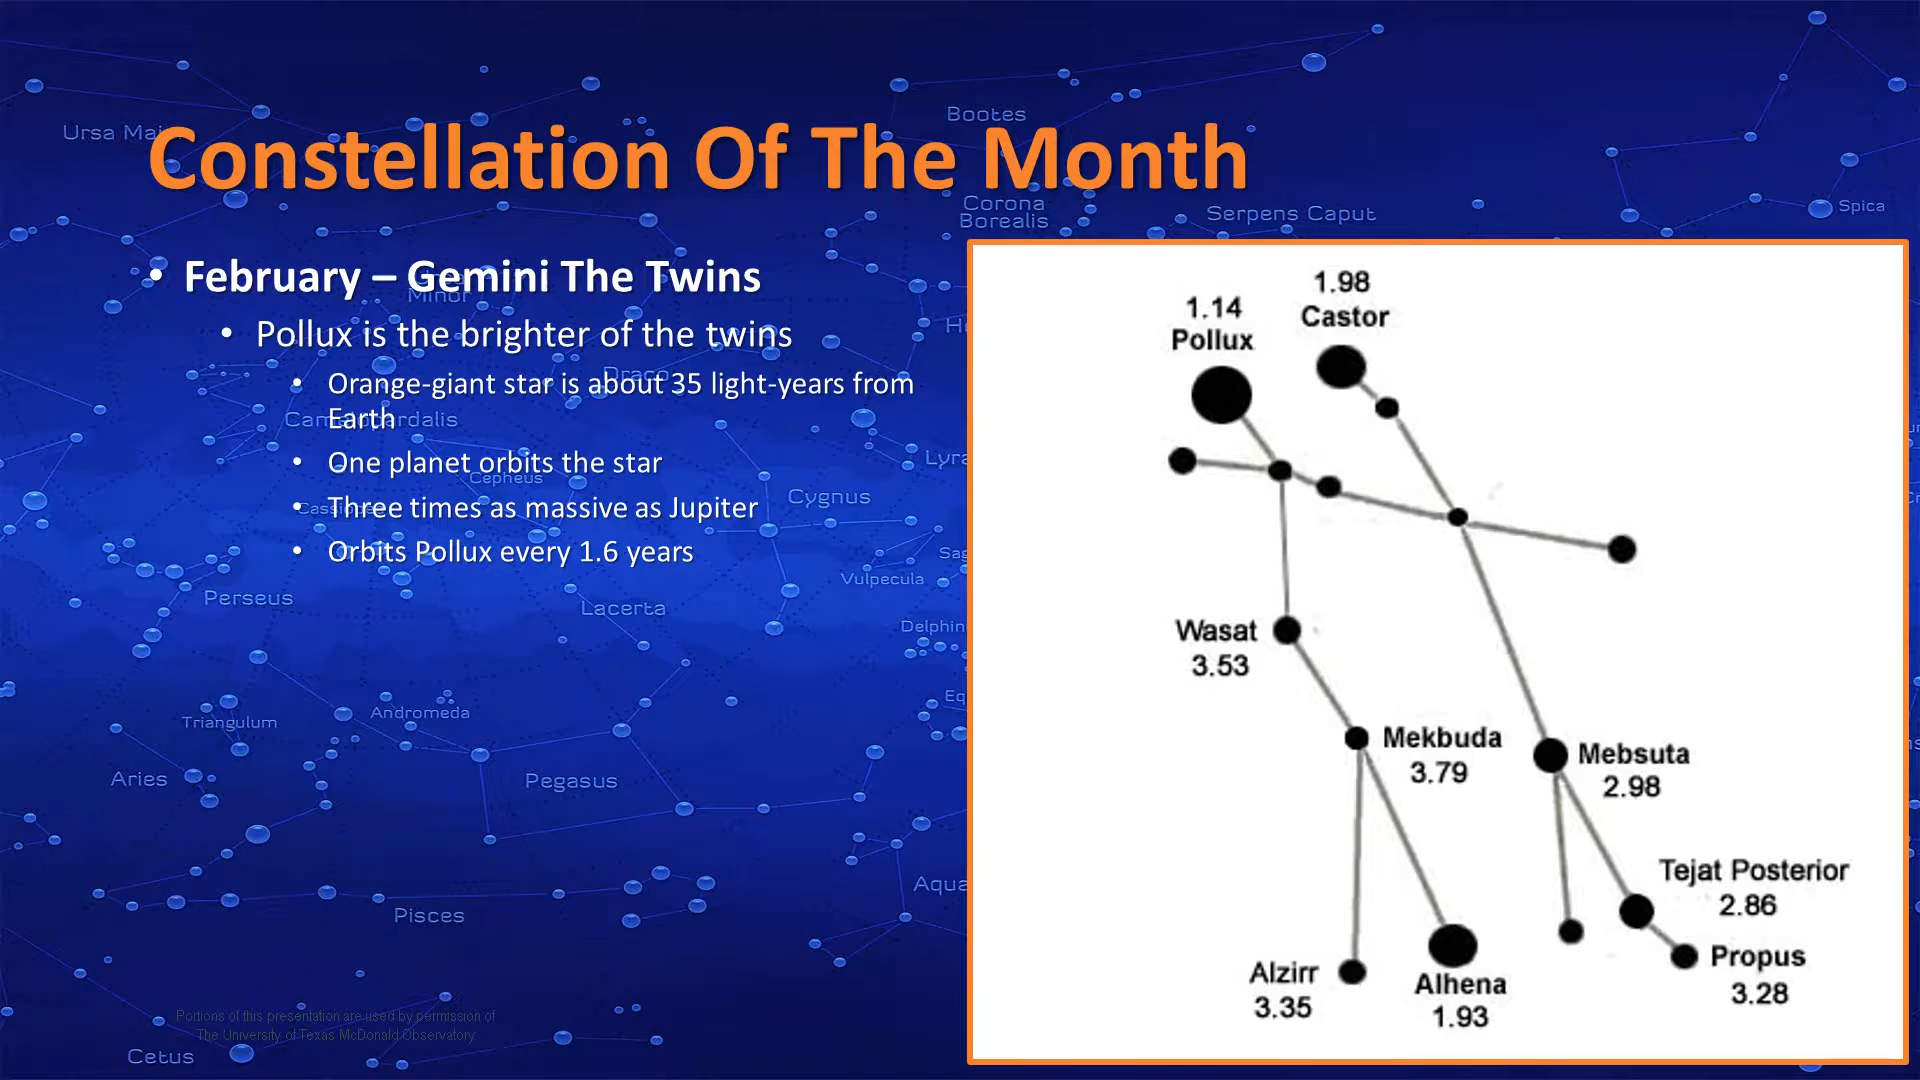 Constellation Of The Month
• February – Gemini The Twins
• Pollux is the brighter of the twins
• Orange-giant star is about 35 light-years from
Earth
• One planet orbits the star
• Three times as massive as Jupiter
• Orbits Pollux every 1.6 years
1.14
Pollux
1.98
Castor
Wasat
3.53
Mekbuda
3.79
Mebsuta
2.98
Tejat Posterior
2.86
Propus
3.28
Alzirr
3.35
Alhena
1.93
Bootes
Corona
Borealis
Serpens Caput
Spica
Minor
Draco
Cepheus
Cygnus
Vulpecula
Perseus
Lacerta
Triangulum
Andromeda
Aries
Pegasus
Pisces
Cetus
Portions of this presentation are used by permission of
The University of Texas McDonald Observatory